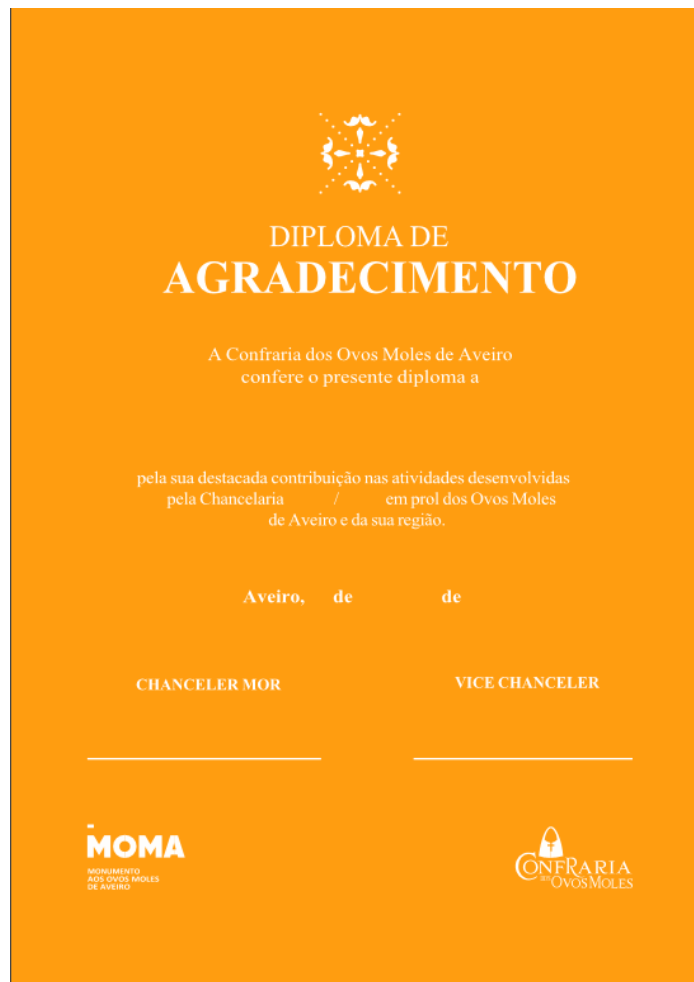 DIPLOMA DE
AGRADECIMENTO
A Confraria dos Ovos Moles de Aveiro
confere o presente diploma a
pela sua destacada contribuição nas atividades desenvolvidas
pela Chancelaria / em prol dos Ovos Moles
de Aveiro e da sua região.
Aveiro, de de
CHANCELER MOR
VICE CHANCELER
MOMA
MONUMENTO
AOS OVOS MOLES
DE AVEIRO
CONFRARIA
DOS OVOS MOLES